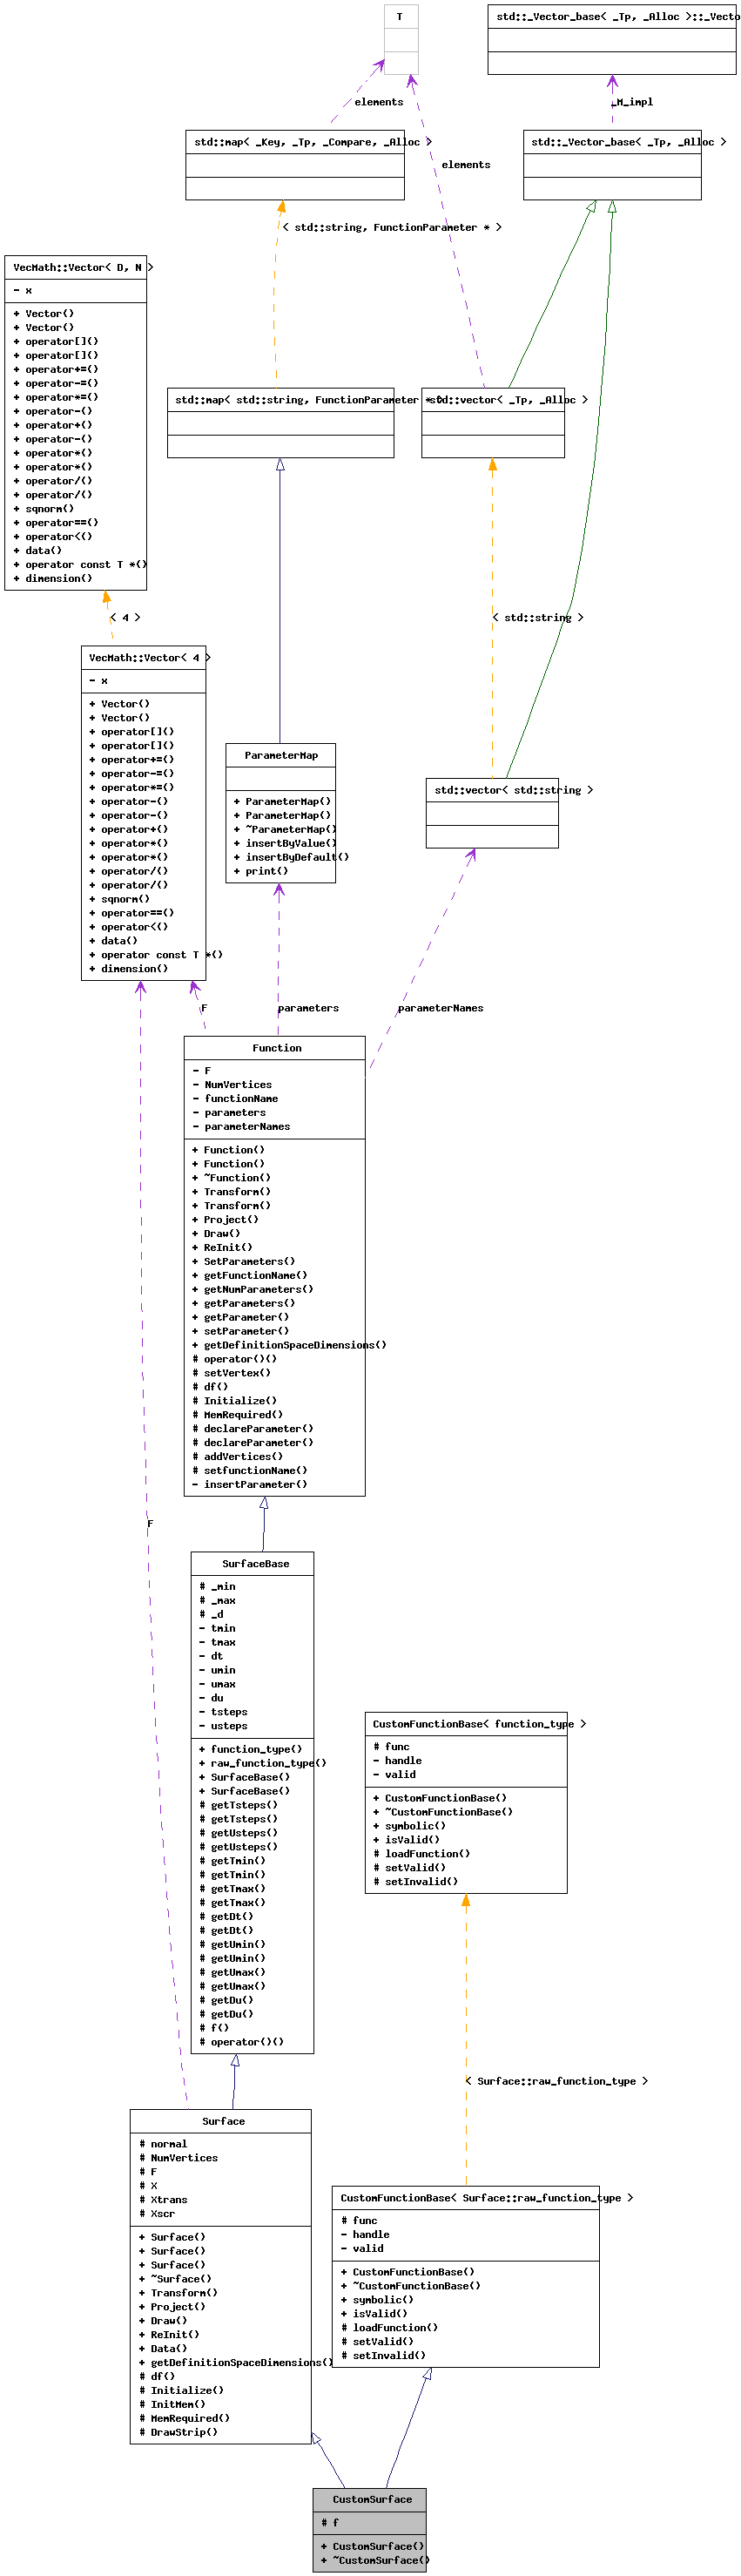 T
std::_Vector_base< _Tp, _Alloc >::_Vecto
elements
_M_impl
std::map< _Key, _Tp, _Compare, _Alloc >
std::_Vector_base< _Tp, _Alloc >
elements
< std::string, FunctionParameter * >
VecMath::Vector< D, N >
- x
+ Vector()
+ Vector()
+ operator[]()
+ operator[]()
+ operator+=()
+ operator-=()
+ operator*=()
+ operator-()
+ operator+()
+ operator-()
+ operator*()
+ operator*()
+ operator/()
+ operator/()
+ sqnorm()
+ operator==()
+ operator<()
+ data()
+ operator const T *()
+ dimension()
std::map< std::string, FunctionParameter * >
std::vector< _Tp, _Alloc >
< 4 >
< std::string >
VecMath::Vector< 4 >
- x
+ Vector()
+ Vector()
+ operator[]()
+ operator[]()
+ operator+=()
+ operator-=()
+ operator*=()
+ operator-()
+ operator-()
+ operator+()
+ operator*()
+ operator*()
+ operator/()
+ operator/()
+ sqnorm()
+ operator==()
+ operator<()
+ data()
+ operator const T *()
+ dimension()
ParameterMap
+ ParameterMap()
+ ParameterMap()
+ ~ParameterMap()
+ insertByValue()
+ insertByDefault()
+ print()
std::vector< std::string >
F
parameters
parameterNames
Function
- F
- NumVertices
- functionName
- parameters
- parameterNames
+ Function()
+ Function()
+ ~Function()
+ Transform()
+ Transform()
+ Project()
+ Draw()
+ ReInit()
+ SetParameters()
+ getFunctionName()
+ getNumParameters()
+ getParameters()
+ getParameter()
+ setParameter()
+ getDefinitionSpaceDimensions()
# operator()()
# setVertex()
# df()
# Initialize()
# MemRequired()
# declareParameter()
# declareParameter()
# addVertices()
# setfunctionName()
- insertParameter()
F
SurfaceBase
# _min
# _max
# _d
- tmin
- tmax
- dt
- umin
- umax
- du
- tsteps
- usteps
+ function_type()
+ raw_function_type()
+ SurfaceBase()
+ SurfaceBase()
# getTsteps()
# getTsteps()
# getUsteps()
# getUsteps()
# getTmin()
# getTmin()
# getTmax()
# getTmax()
# getDt()
# getDt()
# getUmin()
# getUmin()
# getUmax()
# getUmax()
# getDu()
# getDu()
# f()
# operator()()
CustomFunctionBase< function_type >
# func
- handle
- valid
+ CustomFunctionBase()
+ ~CustomFunctionBase()
+ symbolic()
+ isValid()
# loadFunction()
# setValid()
# setInvalid()
< Surface::raw_function_type >
Surface
# normal
# NumVertices
# F
# X
# Xtrans
# Xscr
+ Surface()
+ Surface()
+ Surface()
+ ~Surface()
+ Transform()
+ Project()
+ Draw()
+ ReInit()
+ Data()
+ getDefinitionSpaceDimensions()
# df()
# Initialize()
# InitMem()
# MemRequired()
# DrawStrip()
CustomFunctionBase< Surface::raw_function_type >
# func
- handle
- valid
+ CustomFunctionBase()
+ ~CustomFunctionBase()
+ symbolic()
+ isValid()
# loadFunction()
# setValid()
# setInvalid()
CustomSurface
# f
+ CustomSurface()
+ ~CustomSurface()